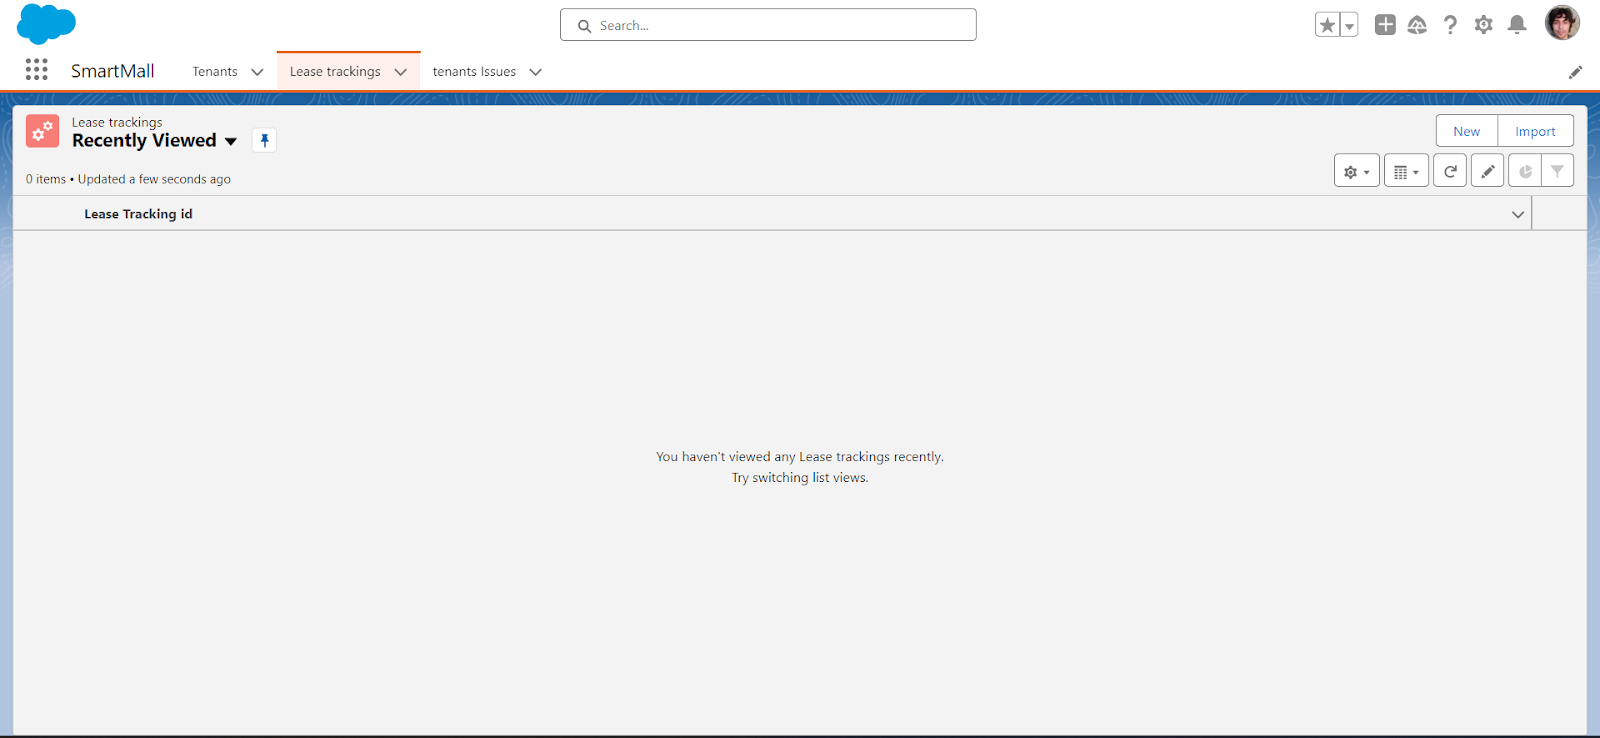 Search...
SmartMall
Tenants
Lease trackings
tenants Issues
Lease trackings
Recently Viewed
New
Import
0 items • Updated a few seconds ago
Lease Tracking id
You haven't viewed any Lease trackings recently.
Try switching list views.